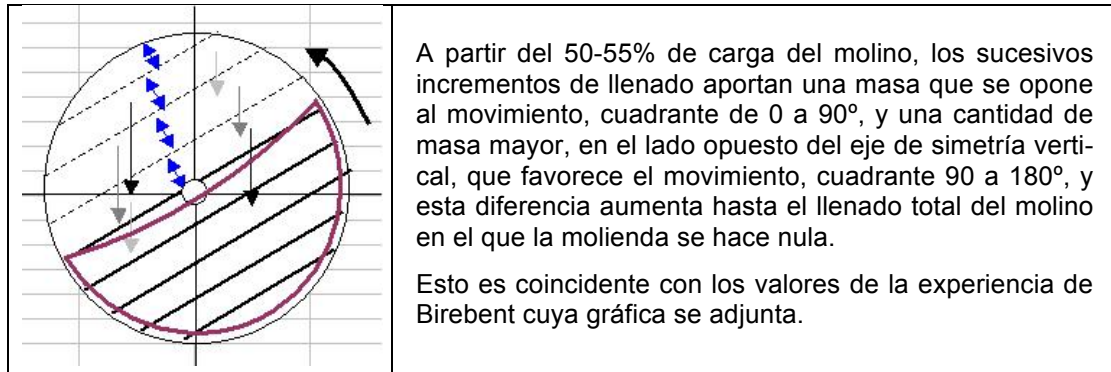 A partir del 50-55% de carga del molino, los sucesivos
incrementos de llenado aportan una masa que se opone
al movimiento, cuadrante de 0 a 90º, y una cantidad de
masa mayor, en el lado opuesto del eje de simetría verti-
cal, que favorece el movimiento, cuadrante 90 a 180º, y
esta diferencia aumenta hasta el llenado total del molino
en el que la molienda se hace nula.
Esto es coincidente con los valores de la experiencia de
Birebent cuya gráfica se adjunta.